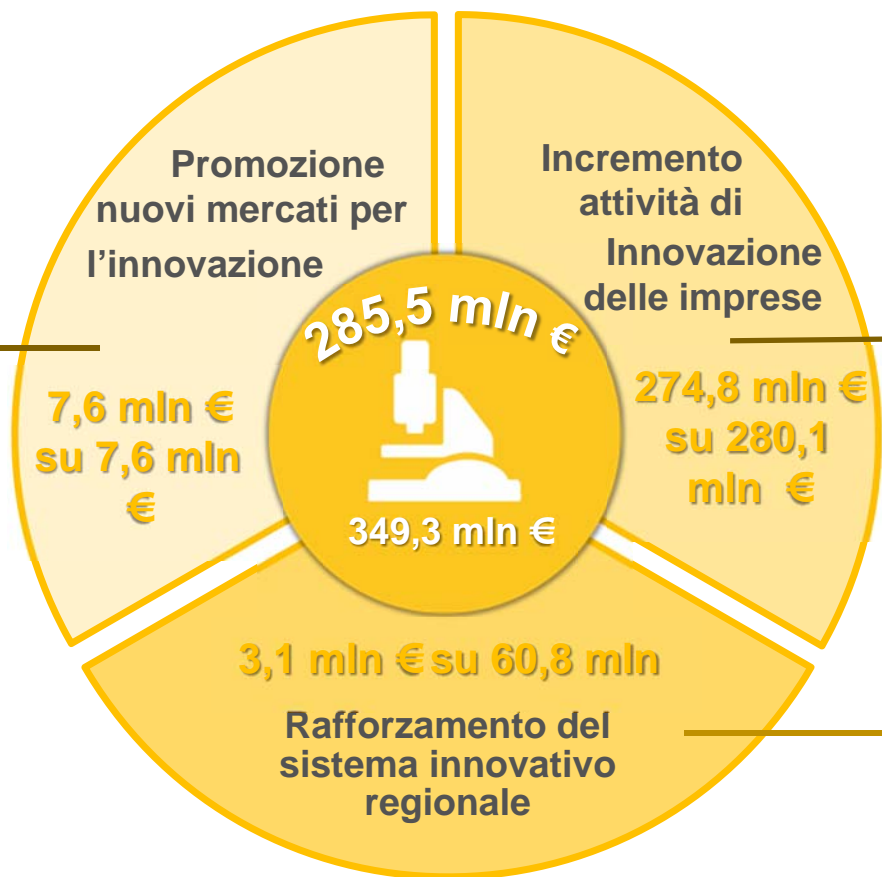 Promozione
nuovi mercati per
l’innovazione
7,6 mln €
su 7,6 mln
€
Incremento
attività di
Innovazione
delle imprese
274,8 mln €
su 280,1
mln €
285,5 mln €
349,3 mln €
3,1 mln € su 60,8 mln
Rafforzamento del
sistema innovativo
regionale